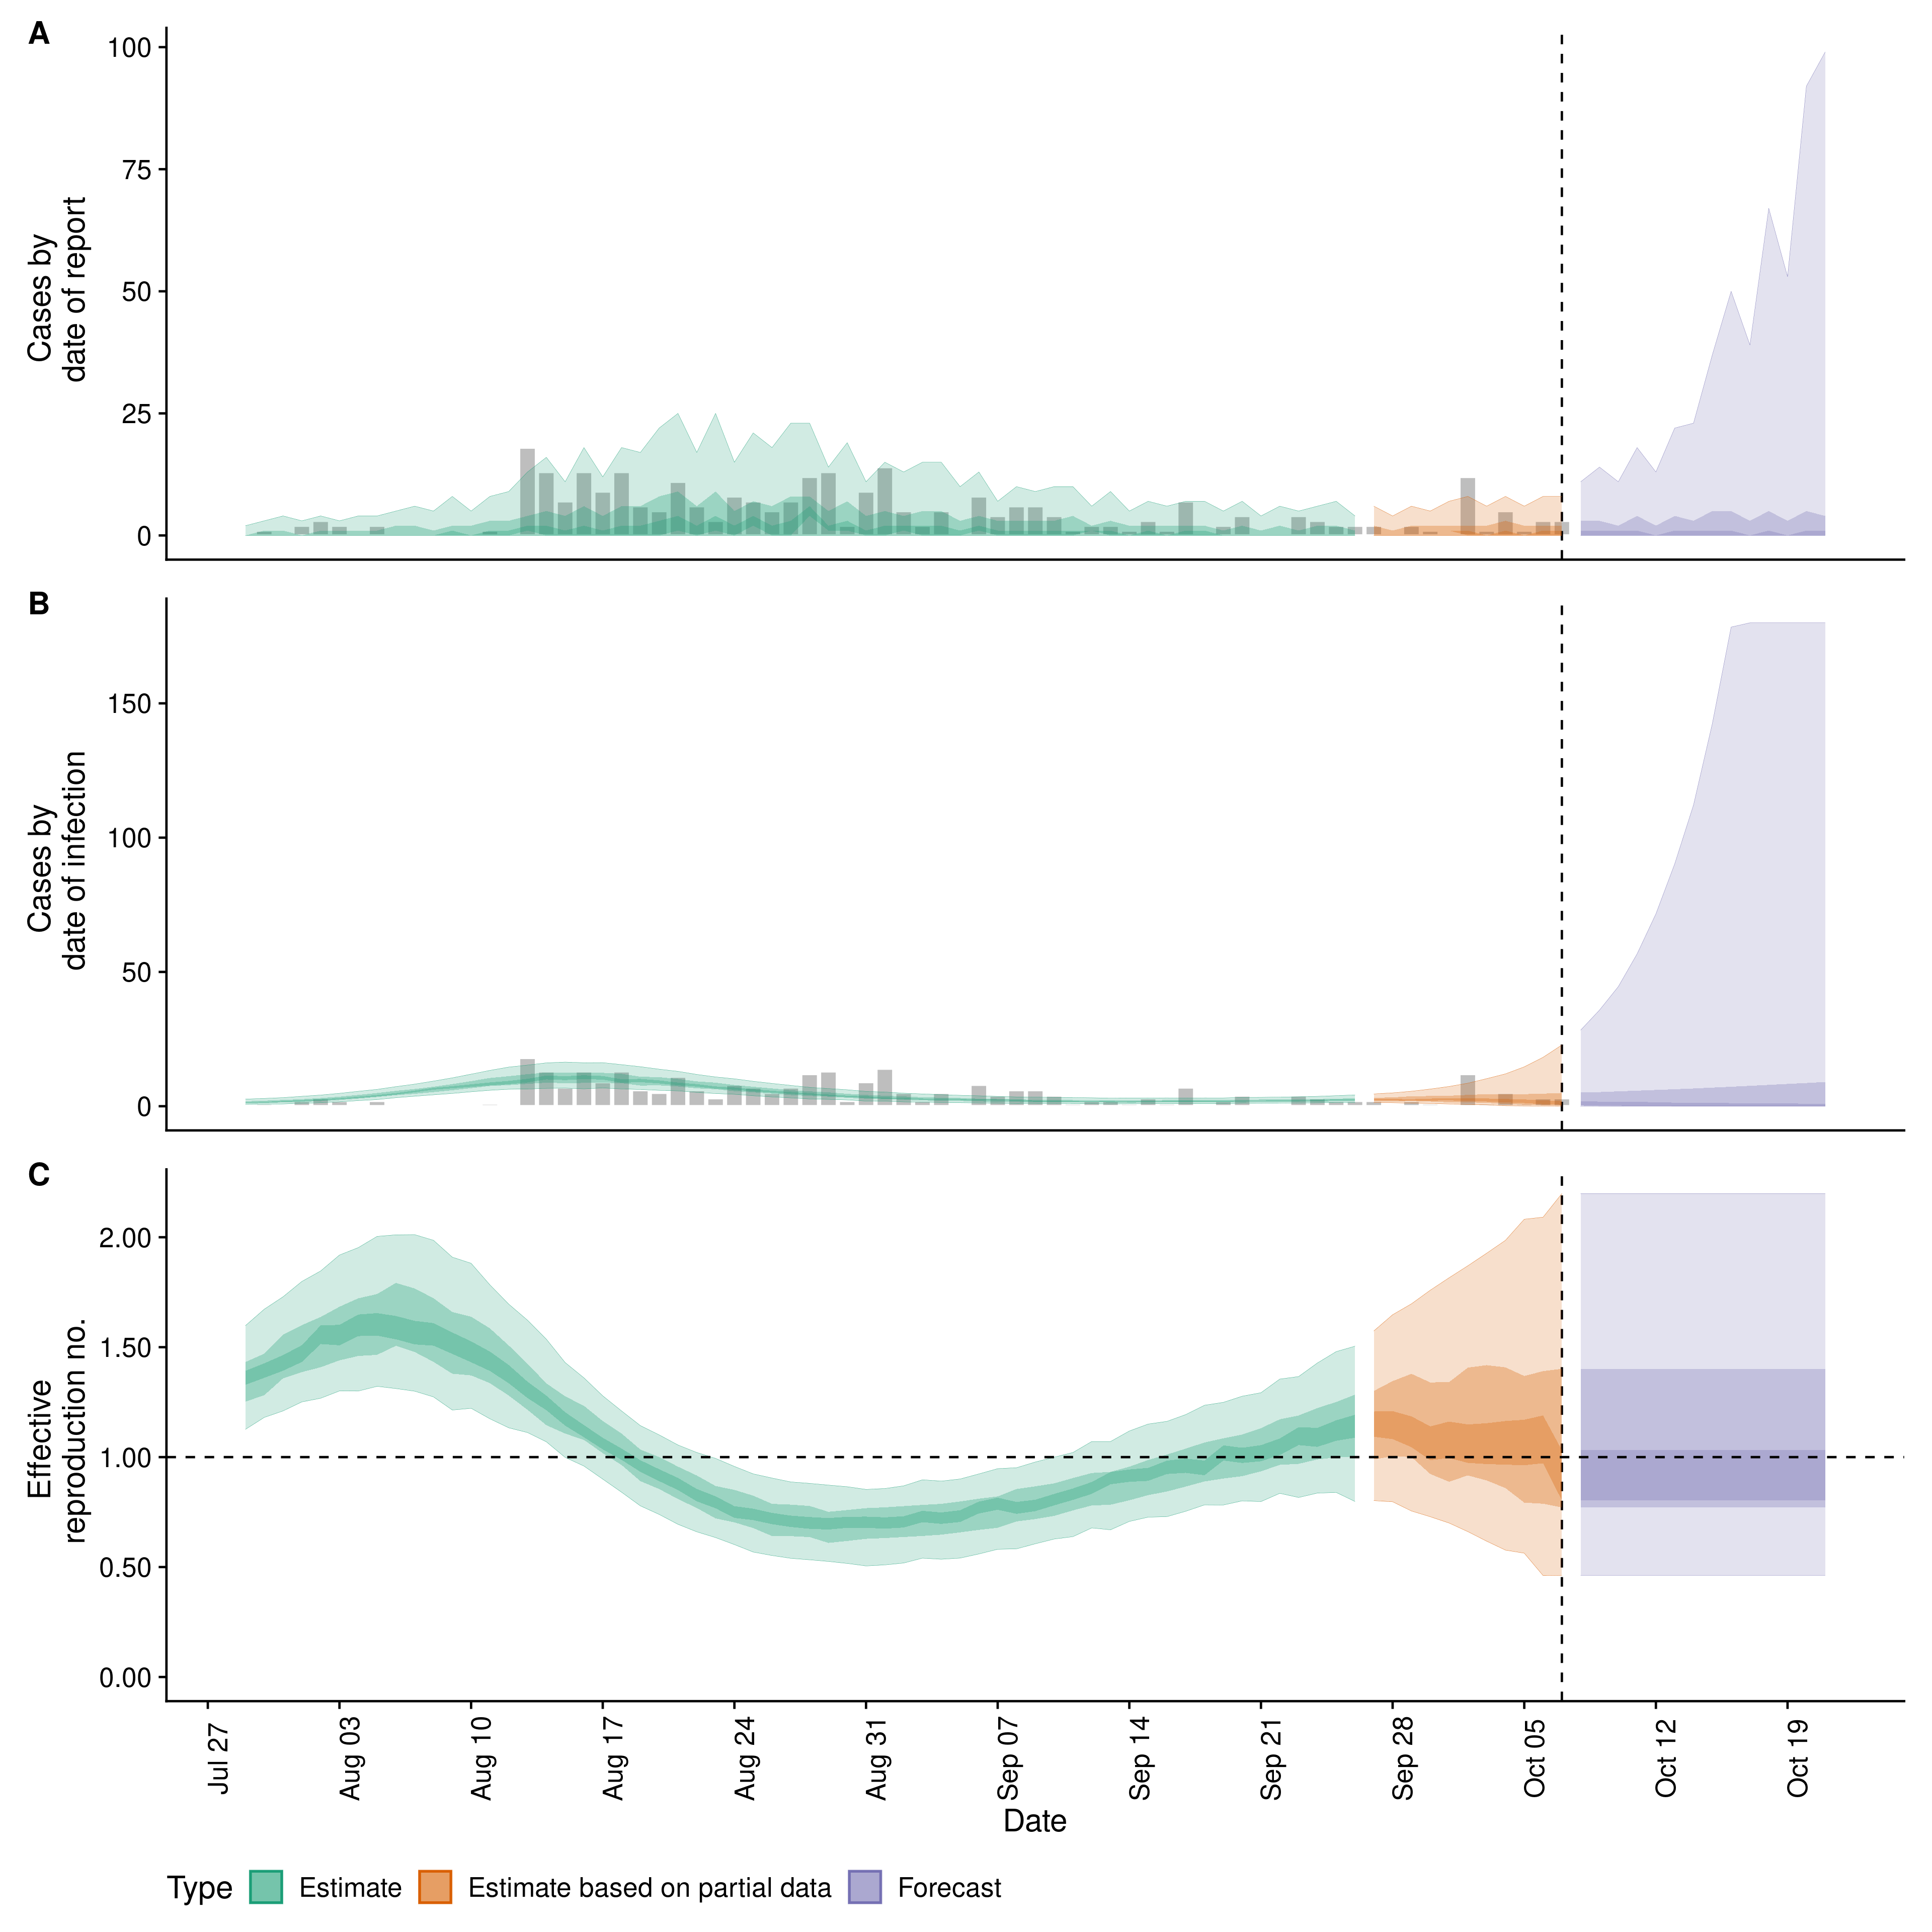 A
100
75
50
25
0
Cases by
date of report
B
150
100
50
0
Cases by
date of infection
C
2.00
1.50
1.00
0.50
0.00
Effective
reproduction no.
Jul 27
Aug 03
Aug 10
Aug 17
Aug 24
Aug 31
Sep 07
Sep 14
Sep 21
Sep 28
Oct 05
Oct 12
Oct 19
Date
Type Estimate Estimate based on partial data Forecast